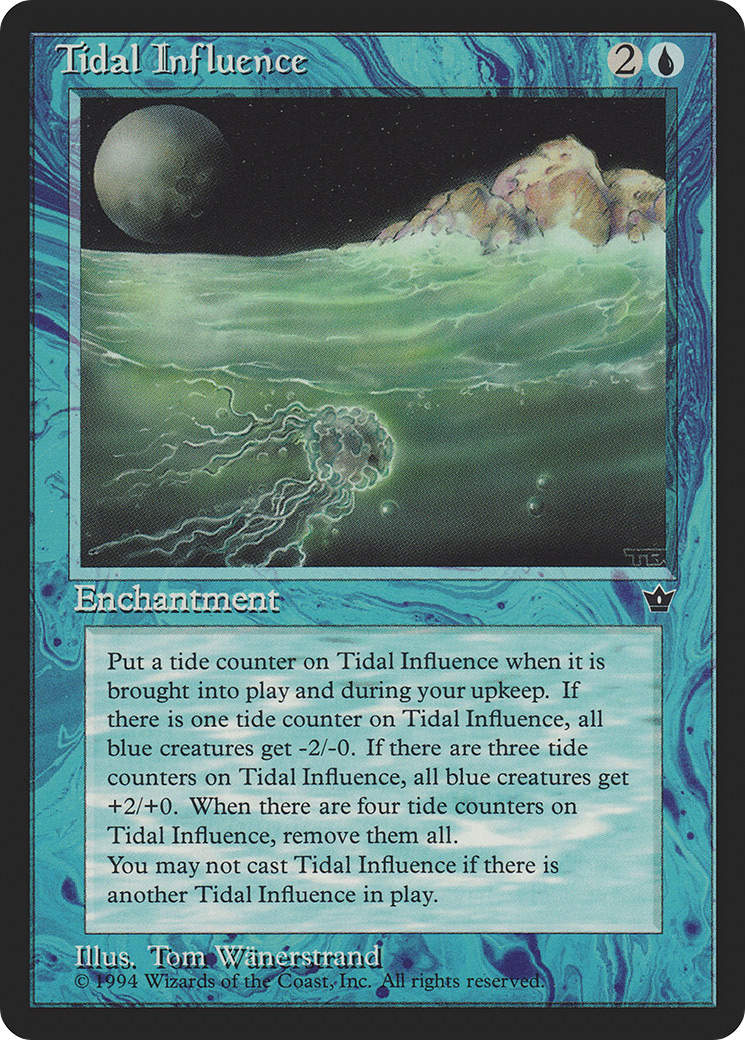 Tidal Influence 2
Enchantment
Put a tide counter on Tidal Influence when it is
brought into play and during your upkeep. If
there is one tide counter on Tidal Influence, all
blue creatures get -2/-0. If there are three tide
counters on Tidal Influence, all blue creatures get
+2/+0. When there are four tide counters on
Tidal Influence, remove them all.
You may not cast Tidal Influence if there is
another Tidal Influence in play.
Illus. Tom Wänerstrand
© 1994 Wizards of the Coast, Inc. All rights reserved.